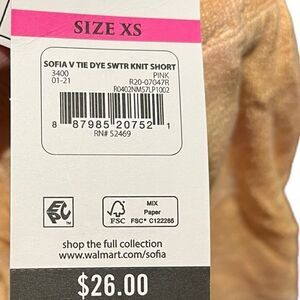 SIZE XS
SOFIA V TIE DYE SWTR KNIT SHORT
3400 PINK
01-21 R20-07047R
R0402NM57LP1002
8 87985 20752 1
RN# 52469
EPC
FSC
MIX
Paper
FSC® C122265
shop the full collection
www.walmart.com/sofia
$26.00